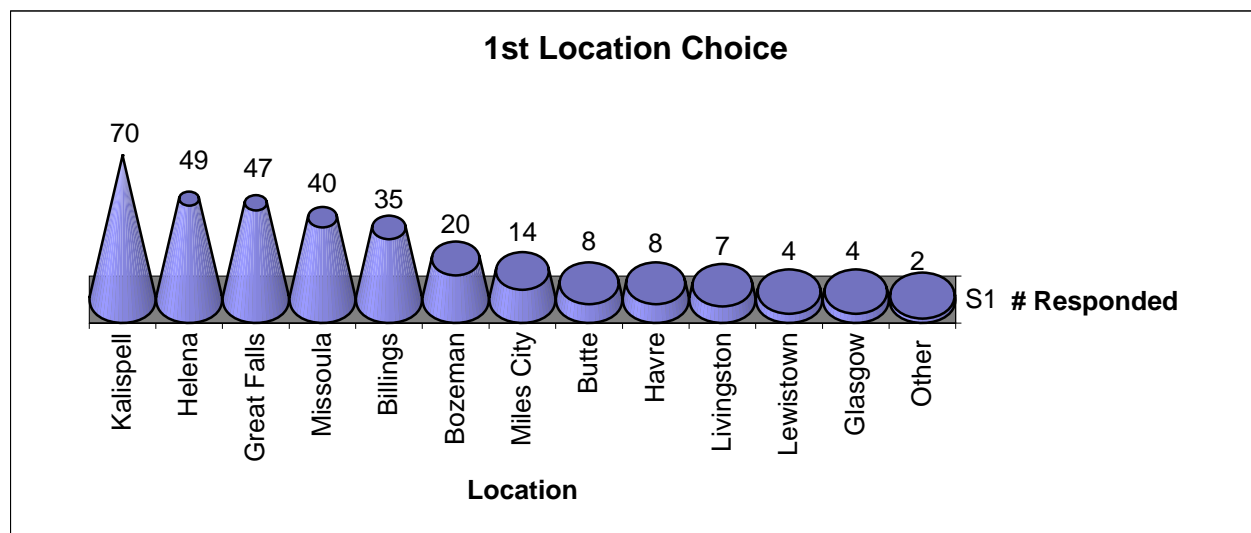 1st Location Choice
70
49
47
40
35
20
14
8
8
7
4
4
2
S1
# Responded
Kalispell
Helena
Great Falls
Missoula
Billings
Bozeman
Miles City
Butte
Havre
Livingston
Lewistown
Glasgow
Other
Location